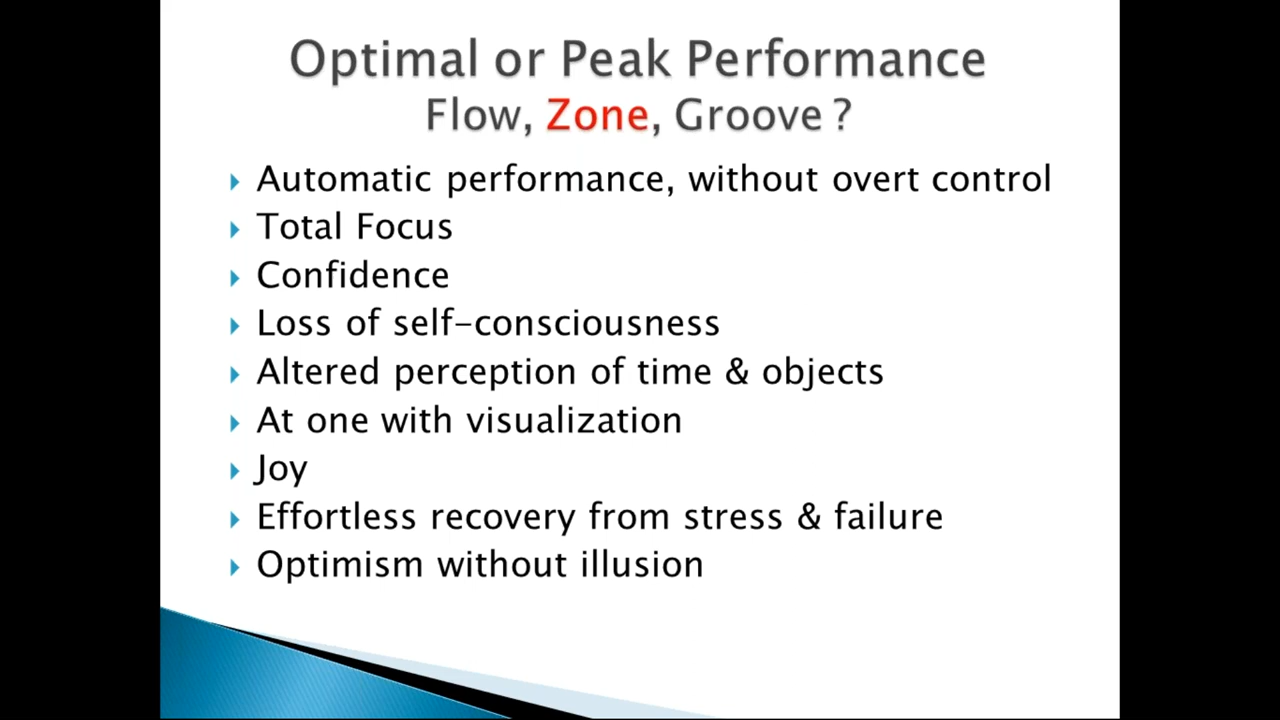 Optimal or Peak Performance
Flow, Zone, Groove ?
Automatic performance, without overt control
Total Focus
Confidence
Loss of self-consciousness
Altered perception of time & objects
At one with visualization
Joy
Effortless recovery from stress & failure
Optimism without illusion